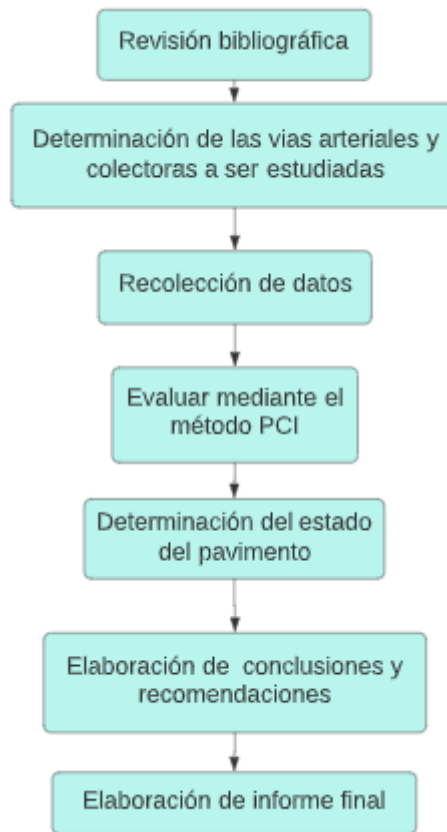 Revisión bibliográfica
Determinación de las vias arteriales y
colectoras a ser estudiadas
Recolección de datos
Evaluar mediante el
método PCI
Determinación del estado
del pavimento
Elaboración de conclusiones y
recomendaciones
Elaboración de informe final